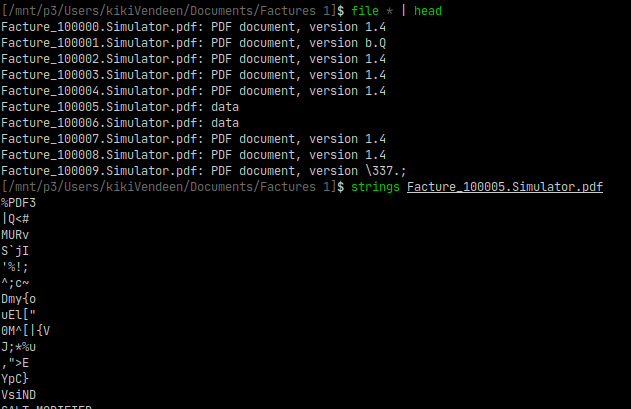 [/mnt/p3/Users/kikiVendeen/Documents/Factures 1]$ file * | head
Facture_100000.Simulator.pdf: PDF document, version 1.4
Facture_100001.Simulator.pdf: PDF document, version b.Q
Facture_100002.Simulator.pdf: PDF document, version 1.4
Facture_100003.Simulator.pdf: PDF document, version 1.4
Facture_100004.Simulator.pdf: PDF document, version 1.4
Facture_100005.Simulator.pdf: data
Facture_100006.Simulator.pdf: data
Facture_100007.Simulator.pdf: PDF document, version 1.4
Facture_100008.Simulator.pdf: PDF document, version 1.4
Facture_100009.Simulator.pdf: PDF document, version \337.;
[/mnt/p3/Users/kikiVendeen/Documents/Factures 1]$ strings Facture_100005.Simulator.pdf
%PDF3
|Q<#
MURv
S`jI
'%!;
^;c~
Dmy{o
uEl["
0M^[|{V
J;*%u
,">E
YpC}
VsiND